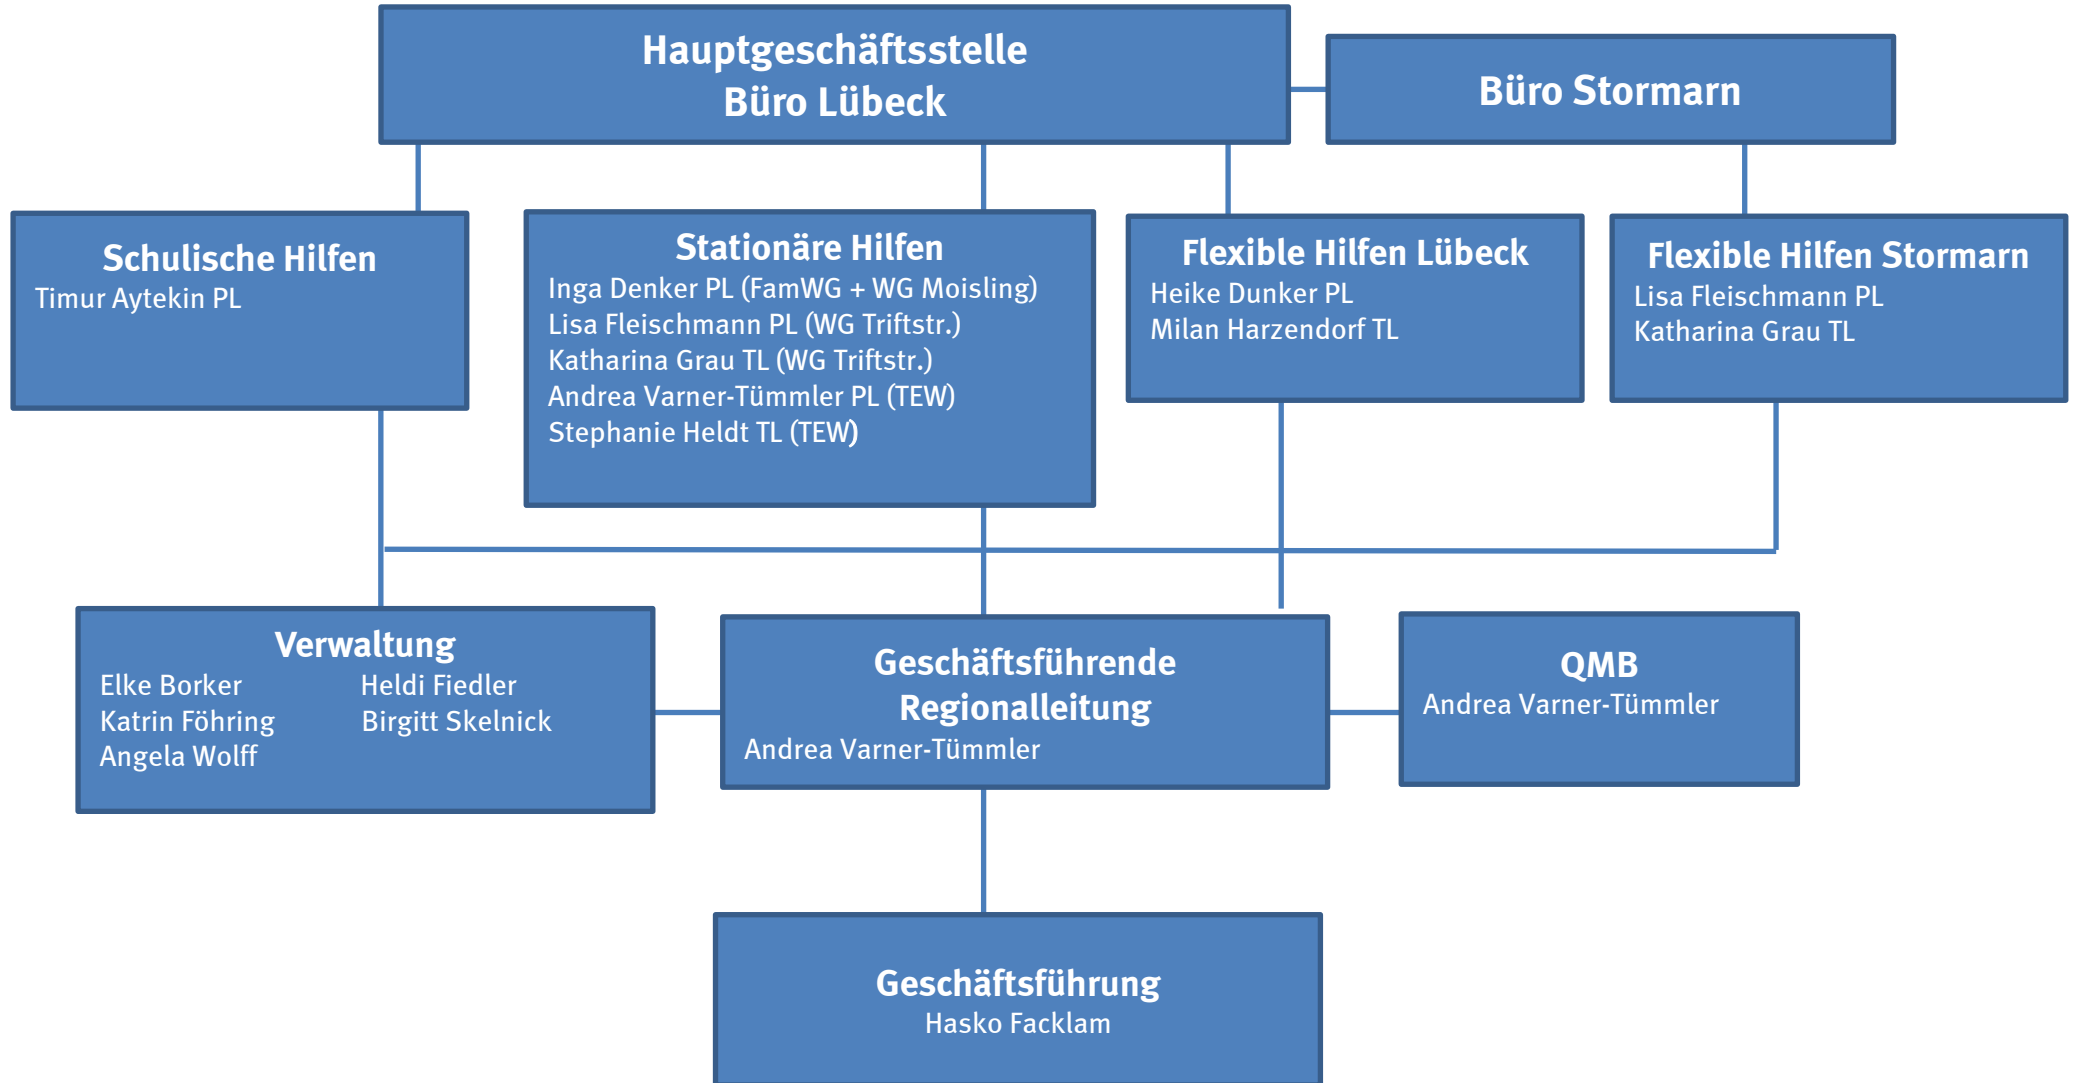 Hauptgeschäftsstelle
Büro Lübeck
Büro Stormarn
Schulische Hilfen
Timur Aytekin PL
Stationäre Hilfen
Inga Denker PL (FamWG + WG Moisling)
Lisa Fleischmann PL (WG Triftstr.)
Katharina Grau TL (WG Triftstr.)
Andrea Varner-Tümmler PL (TEW)
Stephanie Heldt TL (TEW)
Flexible Hilfen Lübeck
Heike Dunker PL
Milan Harzendorf TL
Flexible Hilfen Stormarn
Lisa Fleischmann PL
Katharina Grau TL
Verwaltung
Elke Borker Heldi Fiedler
Katrin Föhring Birgitt Skelnick
Angela Wolff
Geschäftsführende
Regionalleitung
Andrea Varner-Tümmler
QMB
Andrea Varner-Tümmler
Geschäftsführung
Hasko Facklam